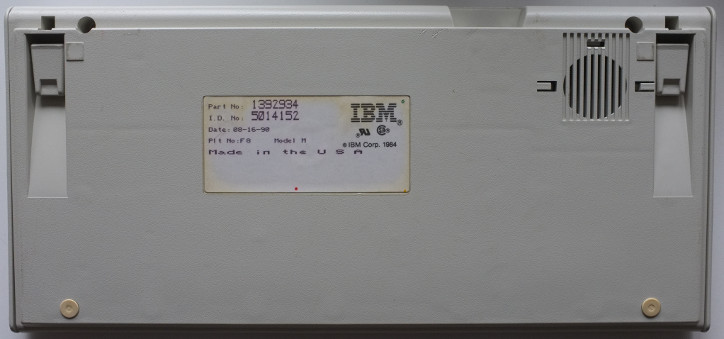 Part No: 1392934
I.D. No: 5014152
Date: 08-16-90
Plt No: F8 Model M
Made in the U S A
IBM®
© IBM Corp. 1984